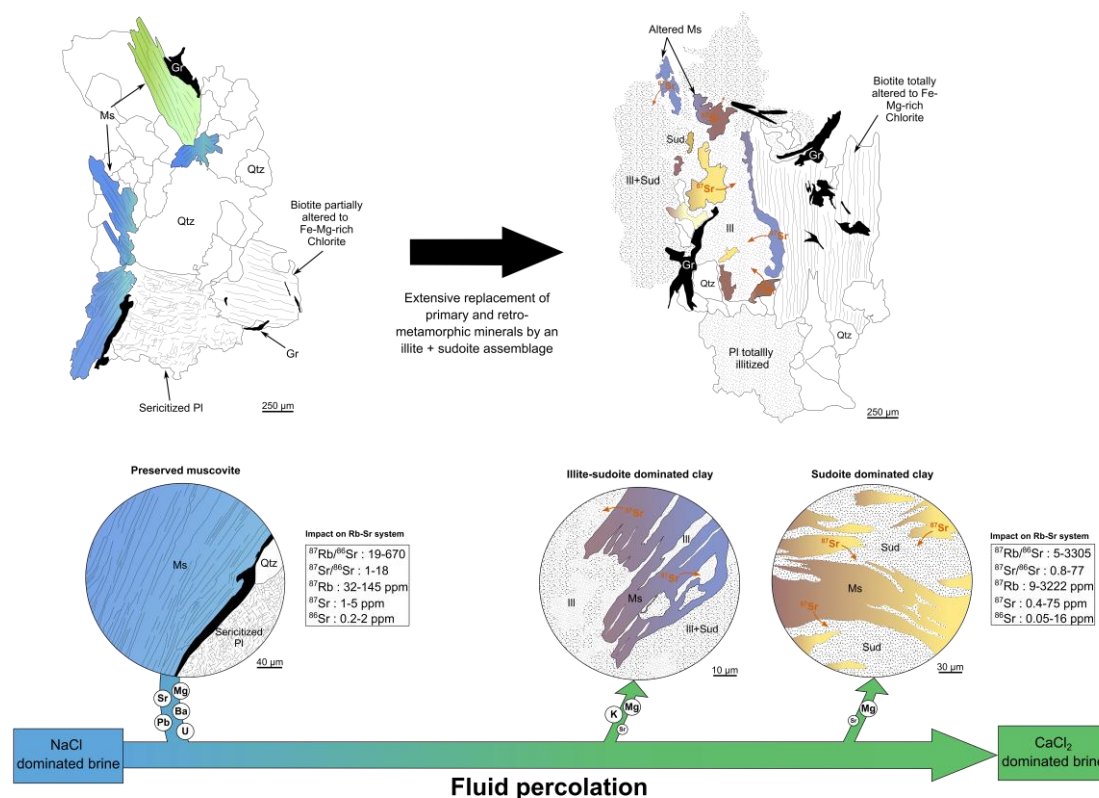 Ms
Gr
Qtz
Qtz
Biotite partially
altered to
Fe-Mg-rich
Chlorite
Gr
Sericitized Pl
250 µm
Extensive replacement of
primary and retro-
metamorphic minerals by an
illite + sudoite assemblage
Altered Ms
Biotite totally
altered to Fe-
Mg-rich
Chlorite
Sud
Gr
Ill+Sud
⁸⁷Sr
Ill
Gr
Qtz
Qtz
Pl totallly
illitized
250 µm
Preserved muscovite
Ms
Qtz
Sericitized
Pl
40 µm
Impact on Rb-Sr system
⁸⁷Rb/⁸⁶Sr : 19-670
⁸⁷Sr/⁸⁶Sr : 1-18
⁸⁷Rb : 32-145 ppm
⁸⁷Sr : 1-5 ppm
⁸⁶Sr : 0.2-2 ppm
Illite-sudoite dominated clay
⁸⁷Sr
Ill
⁸⁷Sr
Ill
Ms
Ill+Sud
10 µm
Sudoite dominated clay
⁸⁷Sr
⁸⁷Sr
Sud
Ms
⁸⁷Sr
Sud
30 µm
Impact on Rb-Sr system
⁸⁷Rb/⁸⁶Sr : 5-3305
⁸⁷Sr/⁸⁶Sr : 0.8-77
⁸⁷Rb : 9-3222 ppm
⁸⁷Sr : 0.4-75 ppm
⁸⁶Sr : 0.05-16 ppm
Sr
Mg
Pb
Ba
U
K
Mg
Sr
Sr
Mg
NaCl
dominated brine
CaCl₂
dominated brine
Fluid percolation